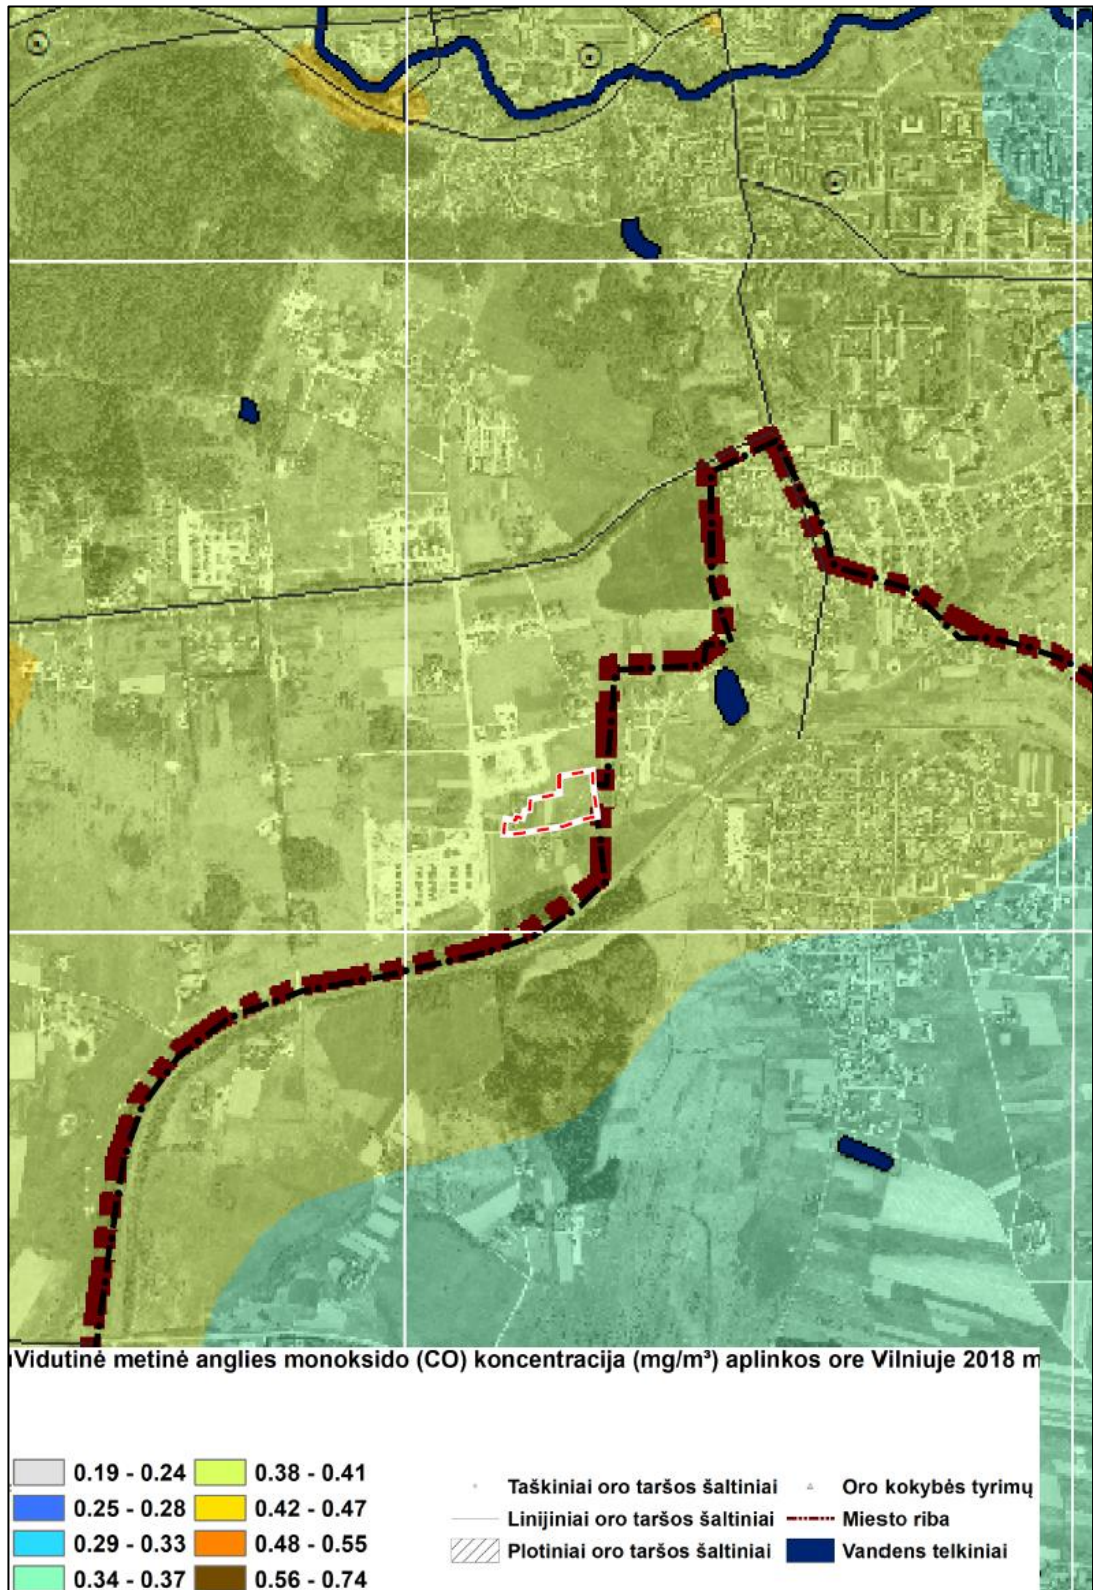 Vidutinė metinė anglies monoksido (CO) koncentracija (mg/m³) aplinkos ore Vilniuje 2018 m
0.19 - 0.24
0.38 - 0.41
0.25 - 0.28
0.42 - 0.47
0.29 - 0.33
0.48 - 0.55
0.34 - 0.37
0.56 - 0.74
Taškiniai oro taršos šaltiniai
Oro kokybės tyrimų
Linijiniai oro taršos šaltiniai
Miesto riba
Plotiniai oro taršos šaltiniai
Vandens telkiniai